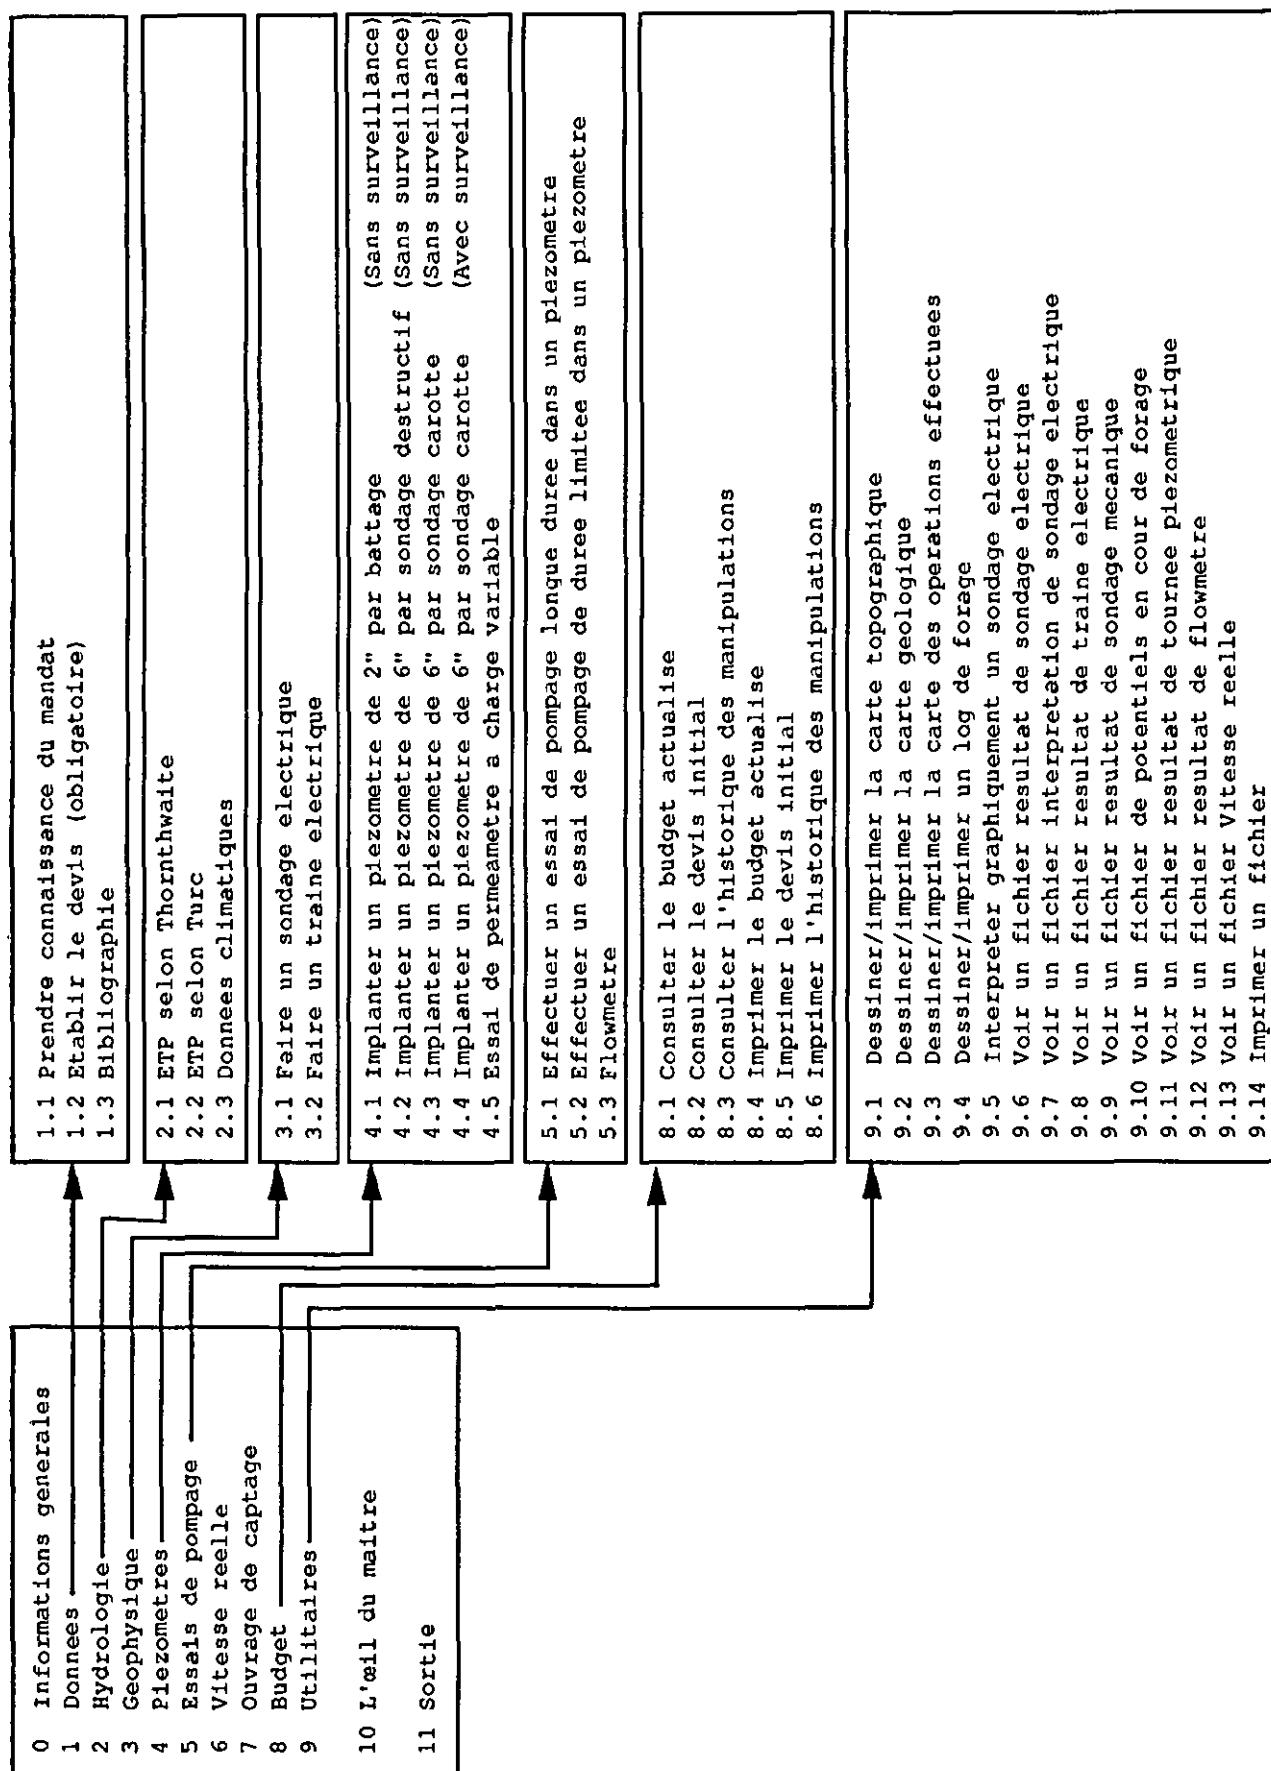 0 Informations generales
1 Donnees
2 Hydrologie
3 Geophysique
4 Piezometres
5 Essais de pompage
6 Vitesse reelle
7 Ouvrage de captage
8 Budget
9 Utilitaires
10 L'œil du maitre
11 Sortie
1.1 Prendre connaissance du mandat
1.2 Etablir le devis (obligatoire)
1.3 Bibliographie
2.1 ETP selon Thornthwaite
2.2 ETP selon Turc
2.3 Donnees climatiques
3.1 Faire un sondage electrique
3.2 Faire un traine electrique
4.1 Implanter un piezometre de 2" par battage (Sans surveillance)
4.2 Implanter un piezometre de 6" par sondage destructif (Sans surveillance)
4.3 Implanter un piezometre de 6" par sondage carotte (Sans surveillance)
4.4 Implanter un piezometre de 6" par sondage carotte (Avec surveillance)
4.5 Essai de permeametre a charge variable
5.1 Effectuer un essai de pompage longue duree dans un piezometre
5.2 Effectuer un essai de pompage de duree limitee dans un piezometre
5.3 Flowmetre
8.1 Consulter le budget actualise
8.2 Consulter le devis initial
8.3 Consulter l'historique des manipulations
8.4 Imprimer le budget actualise
8.5 Imprimer le devis initial
8.6 Imprimer l'historique des manipulations
9.1 Dessiner/imprimer la carte topographique
9.2 Dessiner/imprimer la carte geologique
9.3 Dessiner/imprimer la carte des operations effectuees
9.4 Dessiner/imprimer un log de forage
9.5 Interpreter graphiquement un sondage electrique
9.6 Voir un fichier resultat de sondage electrique
9.7 Voir un fichier interpretation de sondage electrique
9.8 Voir un fichier resultat de traine electrique
9.9 Voir un fichier resultat de sondage mecanique
9.10 Voir un fichier de potentiels en cour de forage
9.11 Voir un fichier resultat de tournee piezometrique
9.12 Voir un fichier resultat de flowmetre
9.13 Voir un fichier Vitesse reelle
9.14 Imprimer un fichier